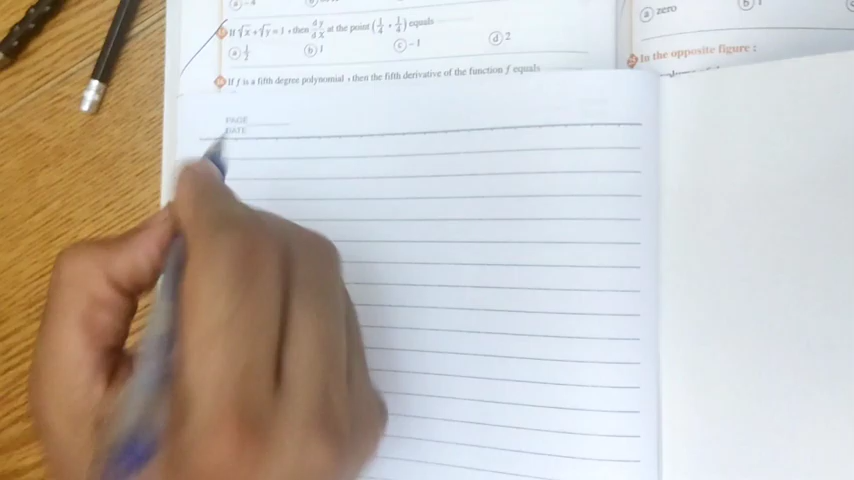 a - 4
If √x + √y = 1 , then dy/dx at the point (1/4 , 1/4) equals
a 1/2 b 1 c - 1 d 2
If f is a fifth degree polynomial , then the fifth derivative of the function f equals
PAGE
DATE
a zero b 1
In the opposite figure :